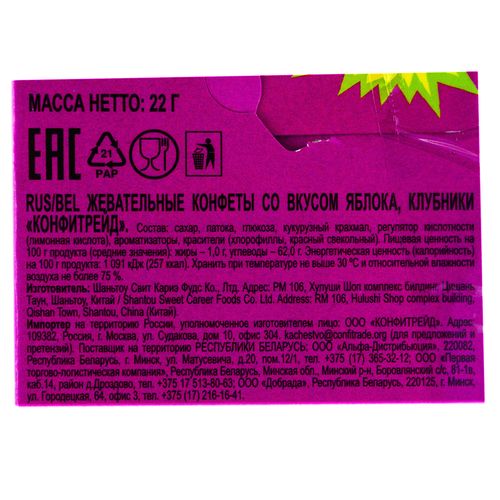 МАССА НЕТТО: 22 Г
EAC
21
PAP
RUS/BEL ЖЕВАТЕЛЬНЫЕ КОНФЕТЫ СО ВКУСОМ ЯБЛОКА, КЛУБНИКИ
«КОНФИТРЕЙД». Состав: сахар, патока, глюкоза, кукурузный крахмал, регулятор кислотности
(лимонная кислота), ароматизаторы, красители (хлорофиллы, красный свекольный). Пищевая ценность на
100 г продукта (средние значения): жиры – 1,0 г, углеводы – 62,0 г. Энергетическая ценность (калорийность)
на 100 г продукта: 1 091 кДж (257 ккал). Хранить при температуре не выше 30 °С и относительной влажности
воздуха не более 75 %.
Изготовитель: Шаньтоу Свит Кариз Фудс Ко., Лтд. Адрес: РМ 106, Хулуши Шоп комплекс билдинг, Цишань
Таун, Шаньтоу, Китай / Shantou Sweet Career Foods Co. Ltd. Address: RM 106, Hulushi Shop complex building,
Qishan Town, Shantou, China (Китай).
Импортер на территорию России, уполномоченное изготовителем лицо: ООО «КОНФИТРЕЙД». Адрес:
109382, Россия, г. Москва, ул. Судакова, дом 10, офис 304, kachestvo@confitrade.org (для предложений и
претензий). Поставщик на территорию РЕСПУБЛИКИ БЕЛАРУСЬ: ООО «Альфа-Дистрибьюция», 220082,
Республика Беларусь, г. Минск, ул. Матусевича, д.20, пом.12/1, тел. +375 (17) 365-32-12; ООО «Первая
торгово-логистическая компания», Республика Беларусь, Минская обл., Минский р-н, Боровлянский с/с, 81-1в,
каб.14, район д.Дроздово, тел. +375 17 513-80-63; ООО «Добрада». Республика Беларусь, 220125, г. Минск,
ул. Городецкая, 64, офис 3, тел. +375 (17) 216-16-41.